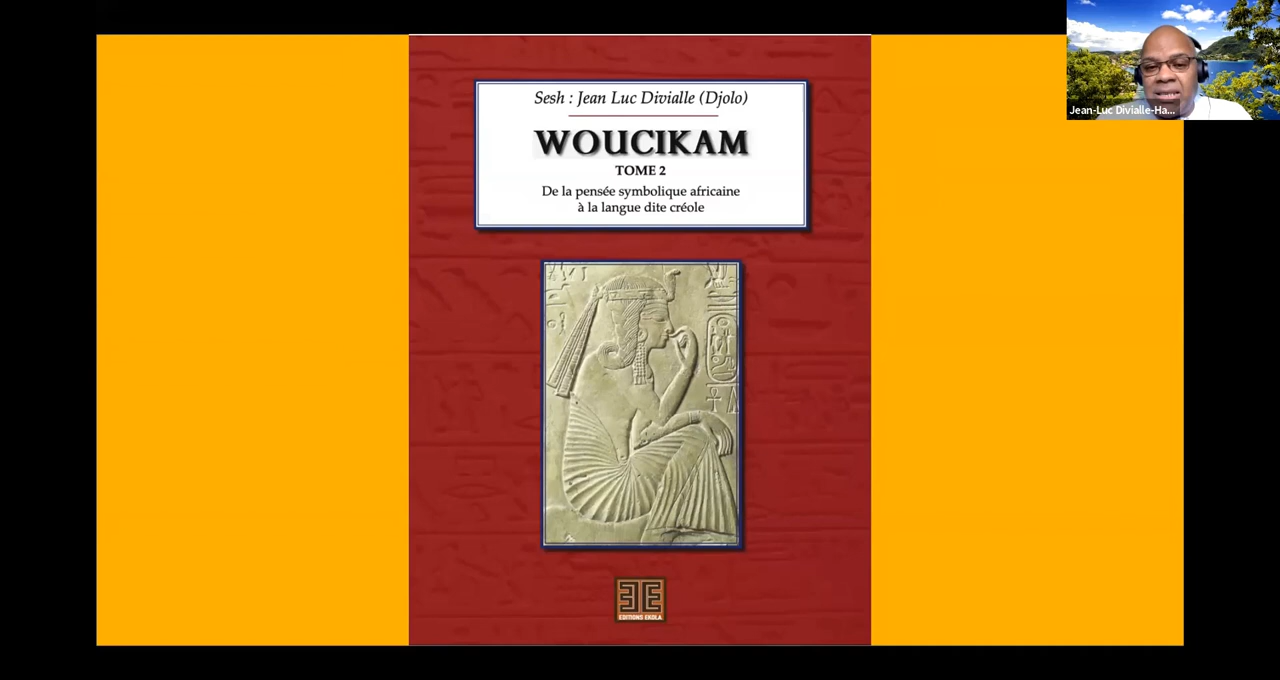 Sesh : Jean Luc Divialle (Djolo)
WOUCIKAM
TOME 2
De la pensée symbolique africaine
à la langue dite créole
EDITIONS EKOLA
Jean-Luc Divialle-Ha...